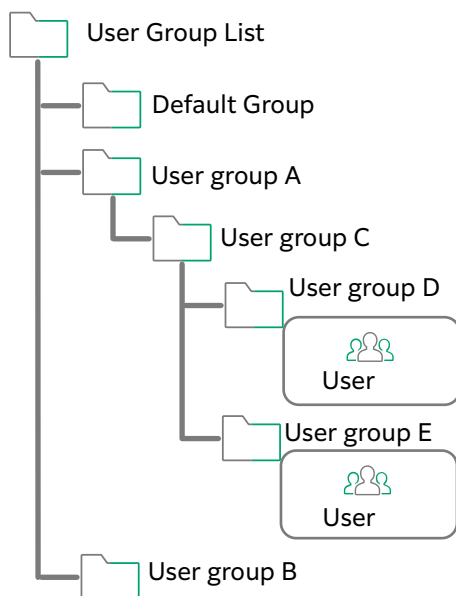 User Group List
Default Group
User group A
User group C
User group D
User
User group E
User
User group B